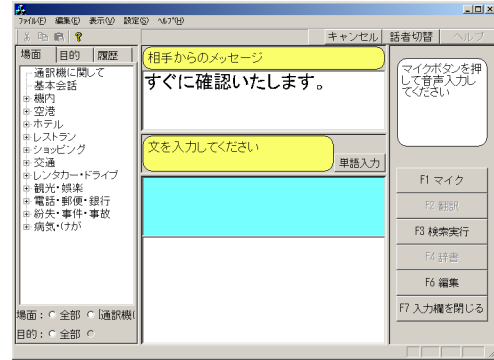 ファイル(F) 編集(E) 表示(V) 設定(S) ヘルプ(H)
キャンセル 話者切替 ヘルプ
場面 目的 履歴
通訳機に関して
基本会話
機内
空港
ホテル
レストラン
ショッピング
交通
レンタカー・ドライブ
観光・娯楽
電話・郵便・銀行
紛失・事件・事故
病気・けが
場面: 全部 通訳機(
目的: 全部
相手からのメッセージ
すぐに確認いたします。
文を入力してください
単語入力
マイクボタンを押
して音声入力し
てください
F1 マイク
F2 翻訳
F3 検索実行
F4 辞書
F6 編集
F7 入力欄を閉じる